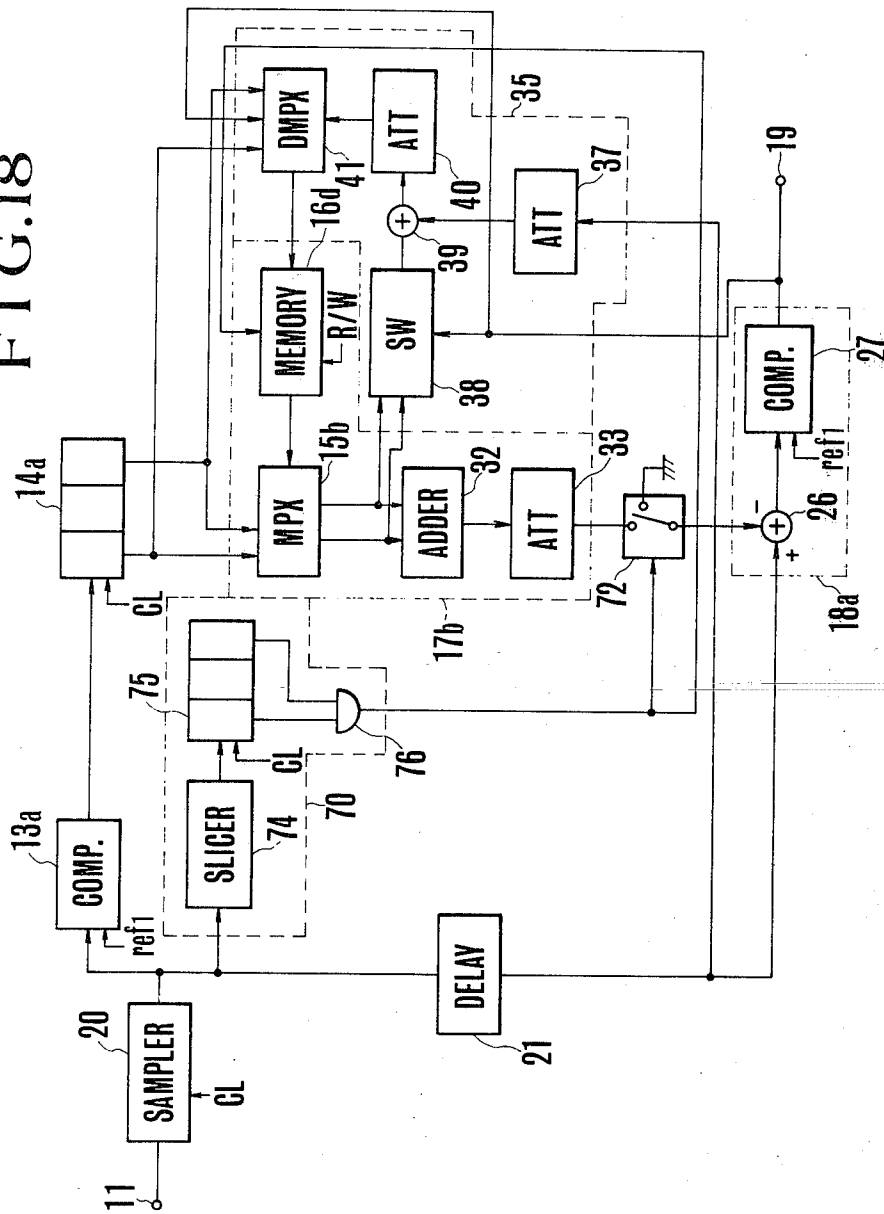 FIG.18
11
20
SAMPLER
CL
13a
COMP.
ref1
14a
CL
70
SLICER
74
75
CL
76
DELAY
21
17b
MPX
15b
MEMORY
16d
R/W
DMPX
41
ATT
40
35
ADDER
32
SW
38
39
ATT
37
ATT
33
72
18a
26
+
-
COMP.
27
ref1
19
+
+